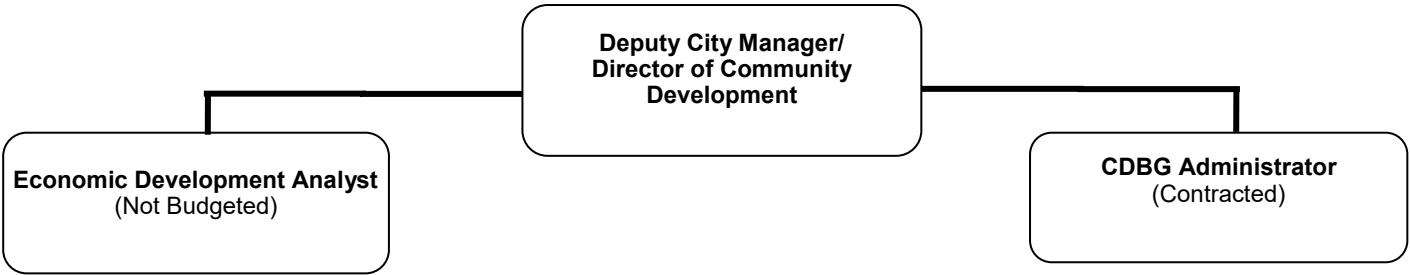 Deputy City Manager/
Director of Community
Development
Economic Development Analyst
(Not Budgeted)
CDBG Administrator
(Contracted)